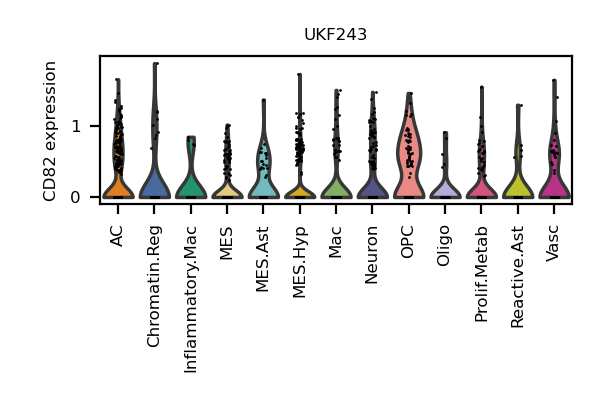 UKF243
CD82 expression
1
0
AC
Chromatin.Reg
Inflammatory.Mac
MES
MES.Ast
MES.Hyp
Mac
Neuron
OPC
Oligo
Prolif.Metab
Reactive.Ast
Vasc